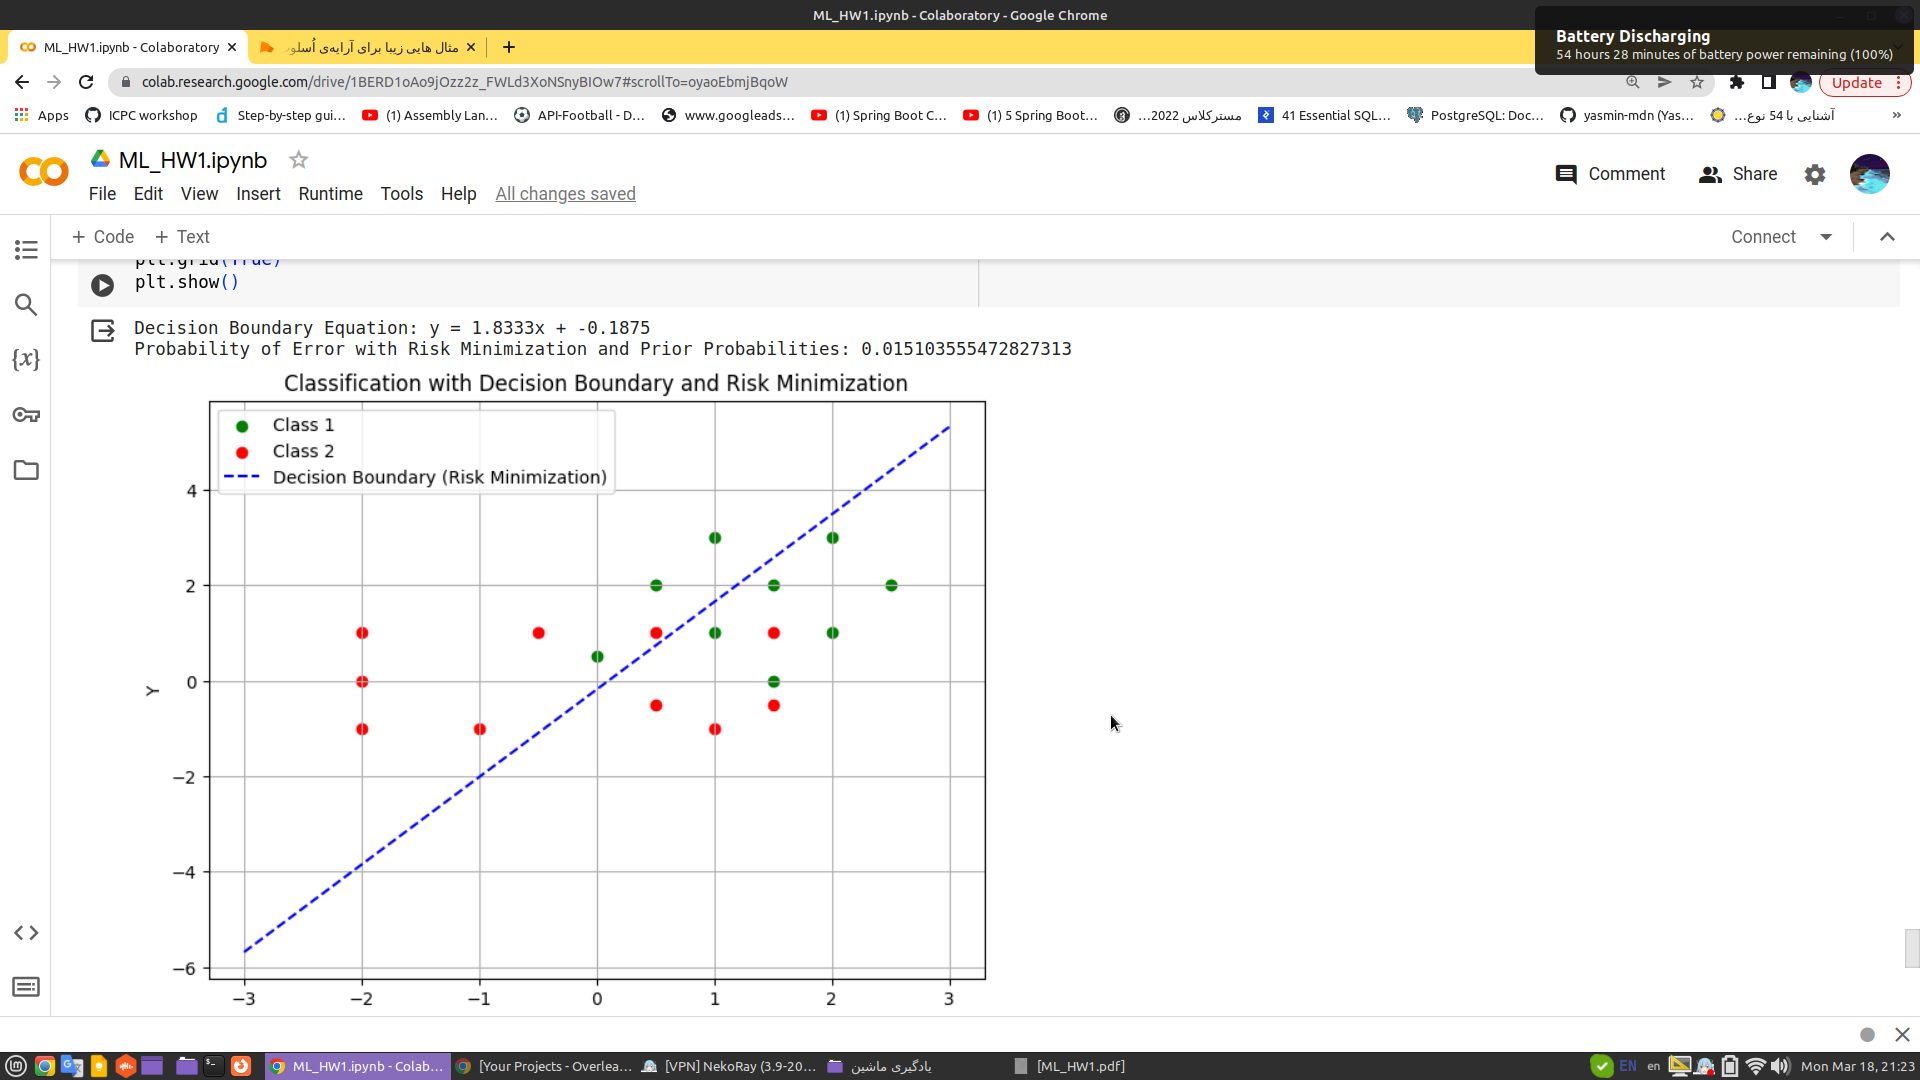 ML_HW1.ipynb - Colaboratory - Google Chrome
Battery Discharging
54 hours 28 minutes of battery power remaining (100%)
ML_HW1.ipynb - Colaboratory
مثال هایی زیبا برای آرایه‌ی اُسلوب
colab.research.google.com/drive/1BERD1oAo9jOzz2z_FWLd3XoNSnyBIOw7#scrollTo=oyaoEbmjBqoW
Update
Apps
ICPC workshop
Step-by-step gui...
(1) Assembly Lan...
API-Football - D...
www.googleads...
(1) Spring Boot C...
(1) 5 Spring Boot...
مسترکلاس 2022...
41 Essential SQL...
PostgreSQL: Doc...
yasmin-mdn (Yas...
آشنایی با 54 نوع...
»
ML_HW1.ipynb
File Edit View Insert Runtime Tools Help All changes saved
Comment
Share
+ Code + Text
Connect
plt.grid(True)
plt.show()
Decision Boundary Equation: y = 1.8333x + -0.1875
Probability of Error with Risk Minimization and Prior Probabilities: 0.015103555472827313
Classification with Decision Boundary and Risk Minimization
Class 1
Class 2
Decision Boundary (Risk Minimization)
4
2
0
−2
−4
−6
Y
−3 −2 −1 0 1 2 3
{x}
ML_HW1.ipynb - Colab...
[Your Projects - Overlea...
[VPN] NekoRay (3.9-20...
یادگیری ماشین
[ML_HW1.pdf]
EN
en
Mon Mar 18, 21:23